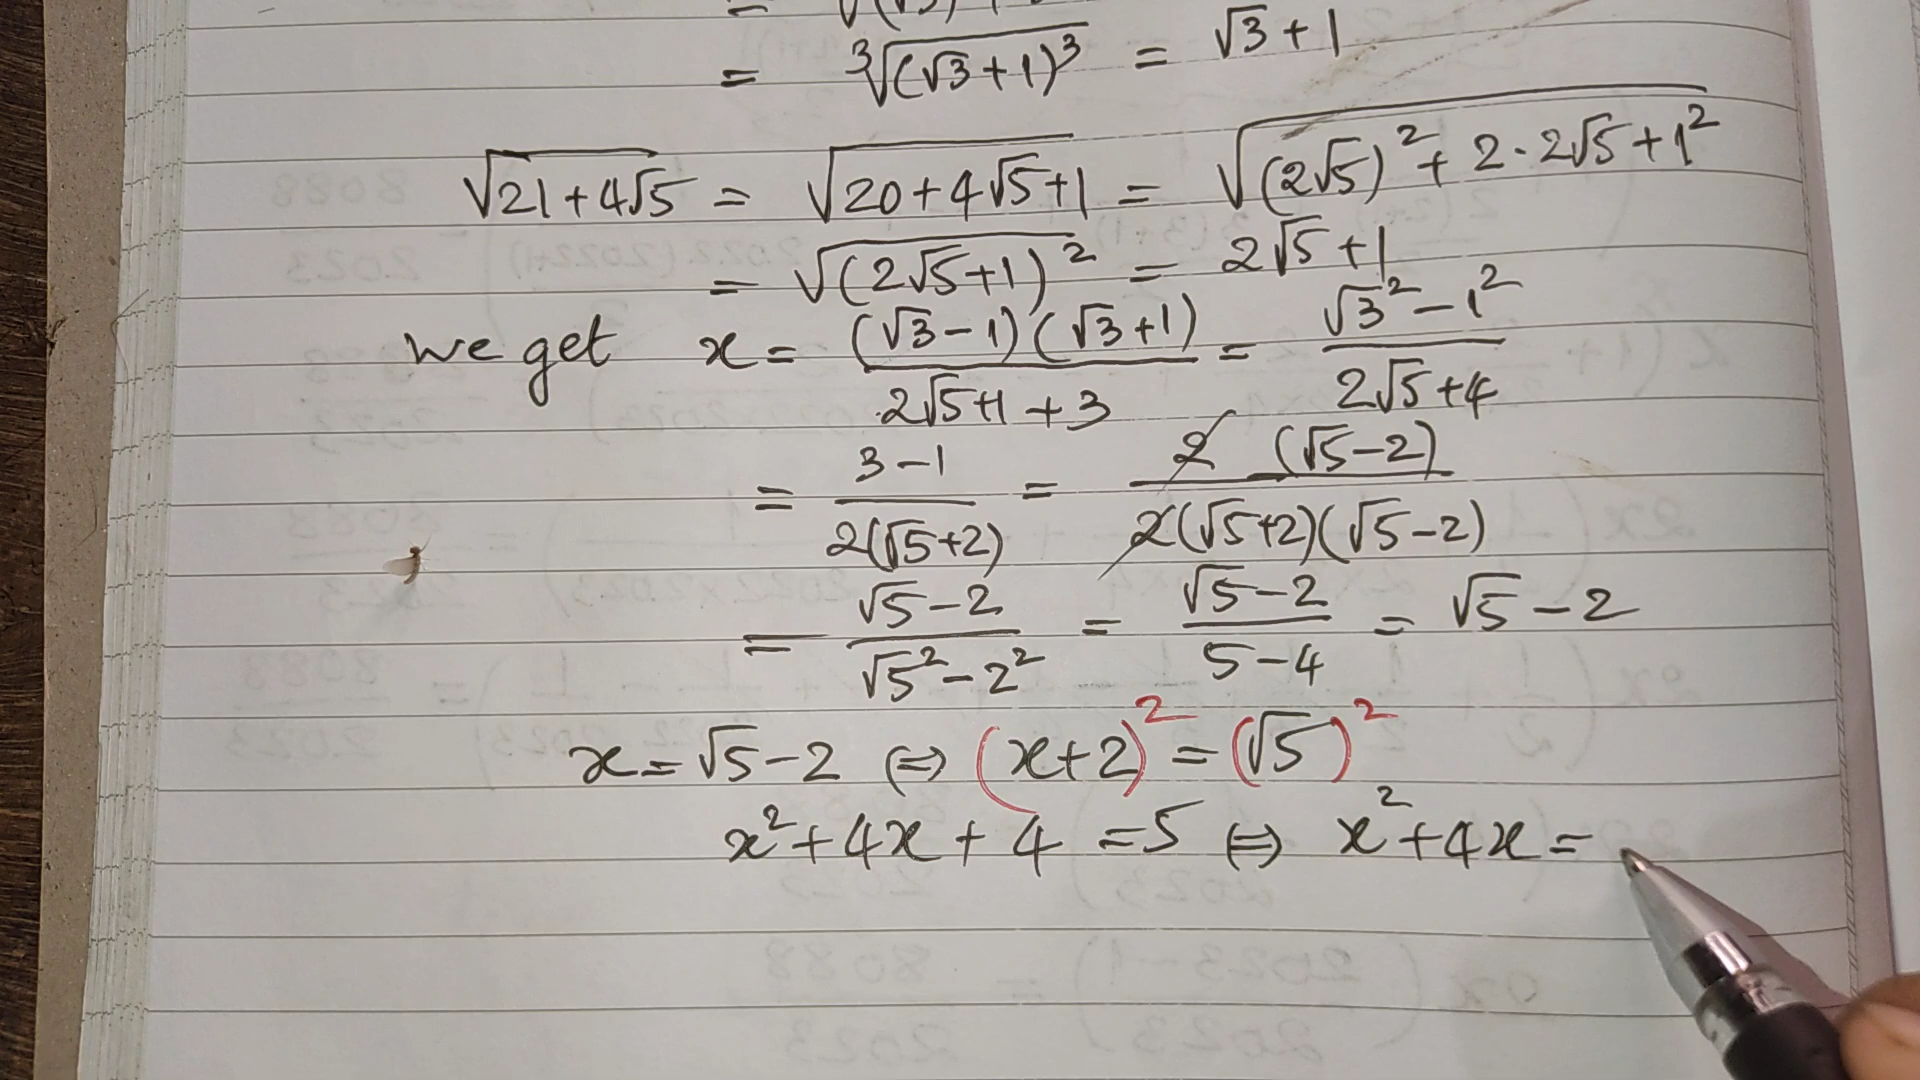 = ∛(√3+1)³ = √3+1
√21+4√5 = √20+4√5+1 = √(2√5)²+2·2√5+1²
= √(2√5+1)² = 2√5+1
We get x = (√3-1)(√3+1) / 2√5+1+3 = √3²-1² / 2√5+4
= 3-1 / 2(√5+2) = 2(√5-2) / 2(√5+2)(√5-2)
= √5-2 / √5²-2² = √5-2 / 5-4 = √5-2
x=√5-2 ⇔ (x+2)²=(√5)²
x²+4x+4=5 ⇔ x²+4x=